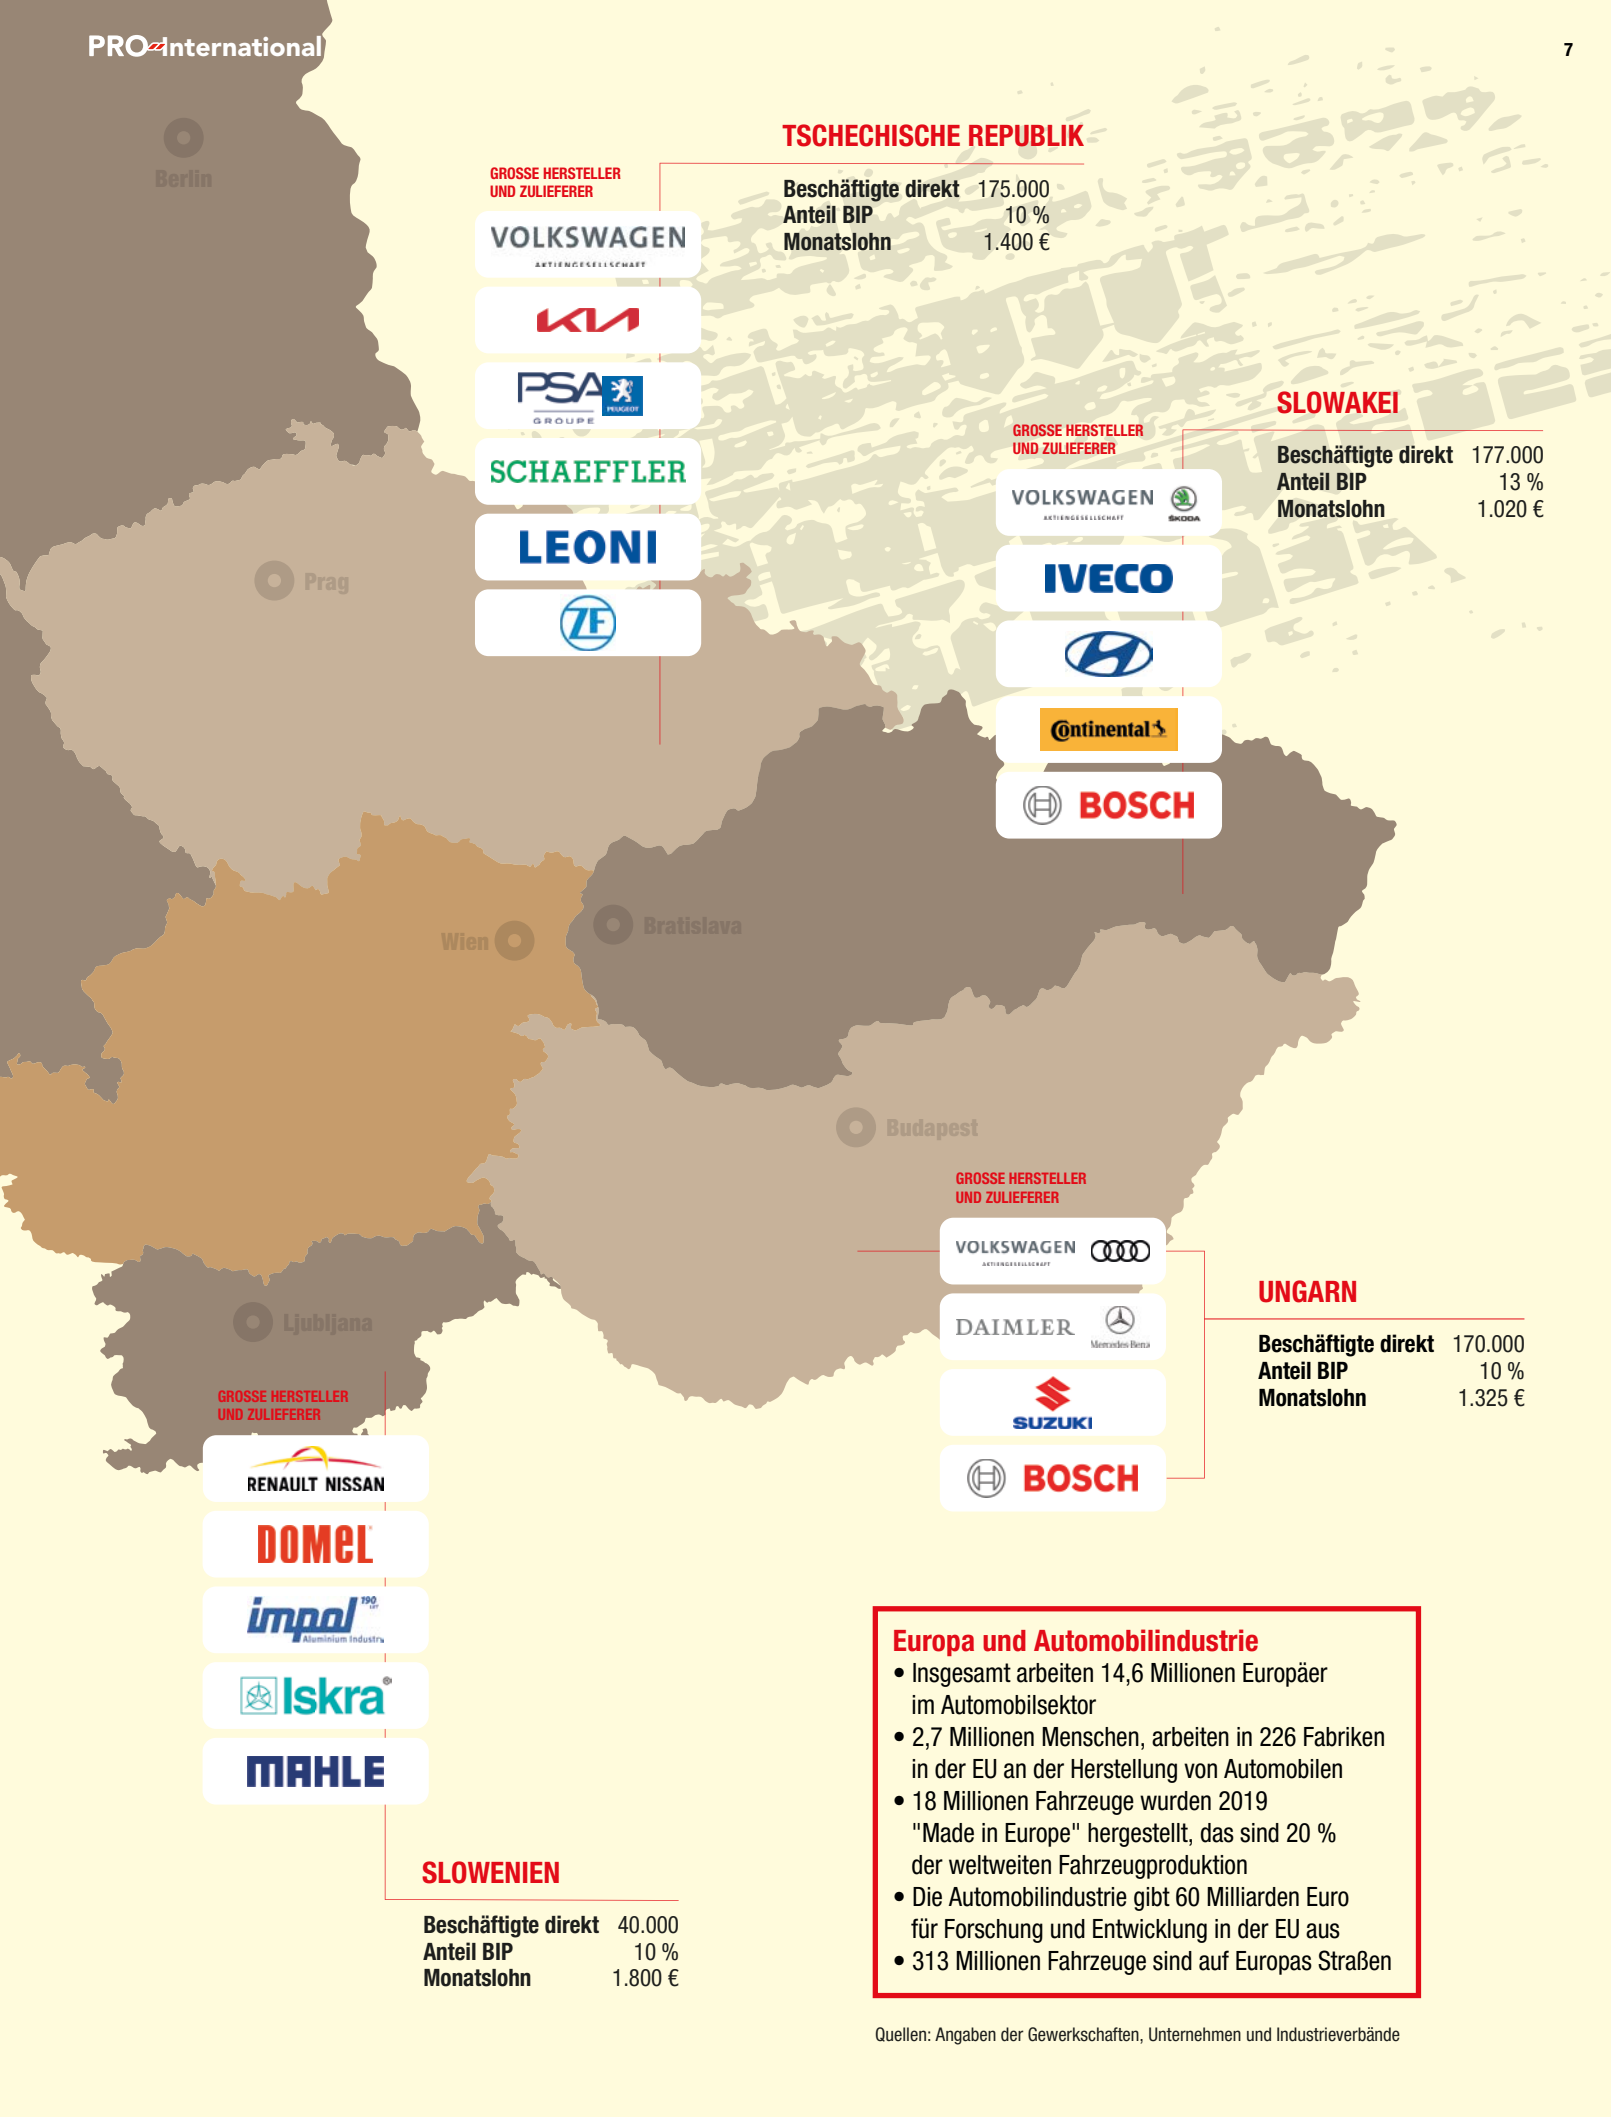 PRO-International
7
Berlin
TSCHECHISCHE REPUBLIK
Beschäftigte direkt 175.000
Anteil BIP 10 %
Monatslohn 1.400 €
GROSSE HERSTELLER
UND ZULIEFERER
VOLKSWAGEN
AKTIENGESELLSCHAFT
KIA
PSA
PEUGEOT
GROUPE
SCHAEFFLER
LEONI
ZF
Prag
SLOWAKEI
Beschäftigte direkt 177.000
Anteil BIP 13 %
Monatslohn 1.020 €
GROSSE HERSTELLER
UND ZULIEFERER
VOLKSWAGEN
AKTIENGESELLSCHAFT
ŠKODA
IVECO
Continental
BOSCH
Wien
Bratislava
Budapest
GROSSE HERSTELLER
UND ZULIEFERER
VOLKSWAGEN
AKTIENGESELLSCHAFT
DAIMLER
Mercedes-Benz
SUZUKI
BOSCH
UNGARN
Beschäftigte direkt 170.000
Anteil BIP 10 %
Monatslohn 1.325 €
Ljubljana
GROSSE HERSTELLER
UND ZULIEFERER
RENAULT NISSAN
DOMEL
impol 190
Aluminium Industry
Iskra
MAHLE
SLOWENIEN
Beschäftigte direkt 40.000
Anteil BIP 10 %
Monatslohn 1.800 €
Europa und Automobilindustrie
• Insgesamt arbeiten 14,6 Millionen Europäer
im Automobilsektor
• 2,7 Millionen Menschen, arbeiten in 226 Fabriken
in der EU an der Herstellung von Automobilen
• 18 Millionen Fahrzeuge wurden 2019
"Made in Europe" hergestellt, das sind 20 %
der weltweiten Fahrzeugproduktion
• Die Automobilindustrie gibt 60 Milliarden Euro
für Forschung und Entwicklung in der EU aus
• 313 Millionen Fahrzeuge sind auf Europas Straßen
Quellen: Angaben der Gewerkschaften, Unternehmen und Industrieverbände